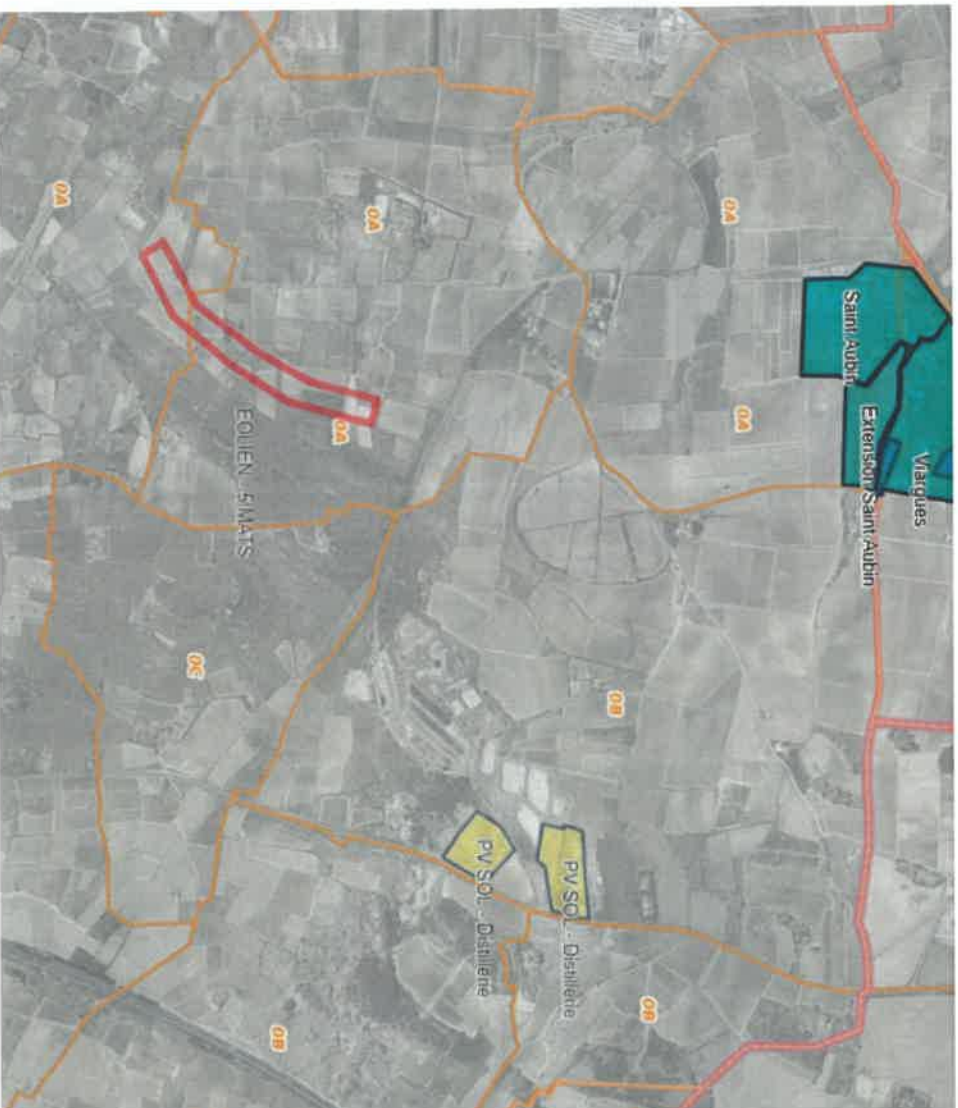 Viargues
Extension Saint Aubin
Saint Aubin
0A
0A
0B
0B
PV SOL - Distillerie
PV SOL - Distillerie
0A
0A
0B
EOLIEN - 5 MATS
0C
0A